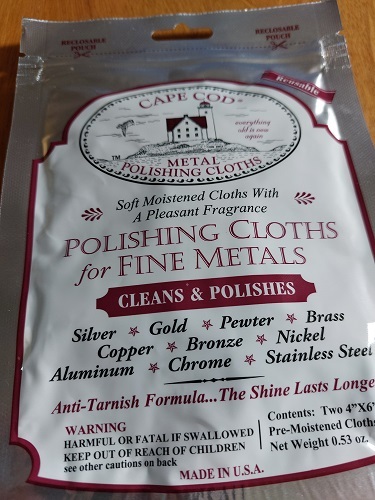 RECLOSABLE
POUCH
RECLOSABLE
POUCH
Reusable
CAPE COD®
everything
old is new
again
™
METAL
POLISHING CLOTHS
Soft Moistened Cloths With
A Pleasant Fragrance
POLISHING CLOTHS
for FINE METALS
CLEANS & POLISHES
Silver Gold Pewter Brass
Copper Bronze Nickel
Aluminum Chrome Stainless Steel
Anti-Tarnish Formula...The Shine Lasts Longe
WARNING
HARMFUL OR FATAL IF SWALLOWED
KEEP OUT OF REACH OF CHILDREN
see other cautions on back
Contents: Two 4"X6"
Pre-Moistened Cloths
Net Weight 0.53 oz.
MADE IN U.S.A.